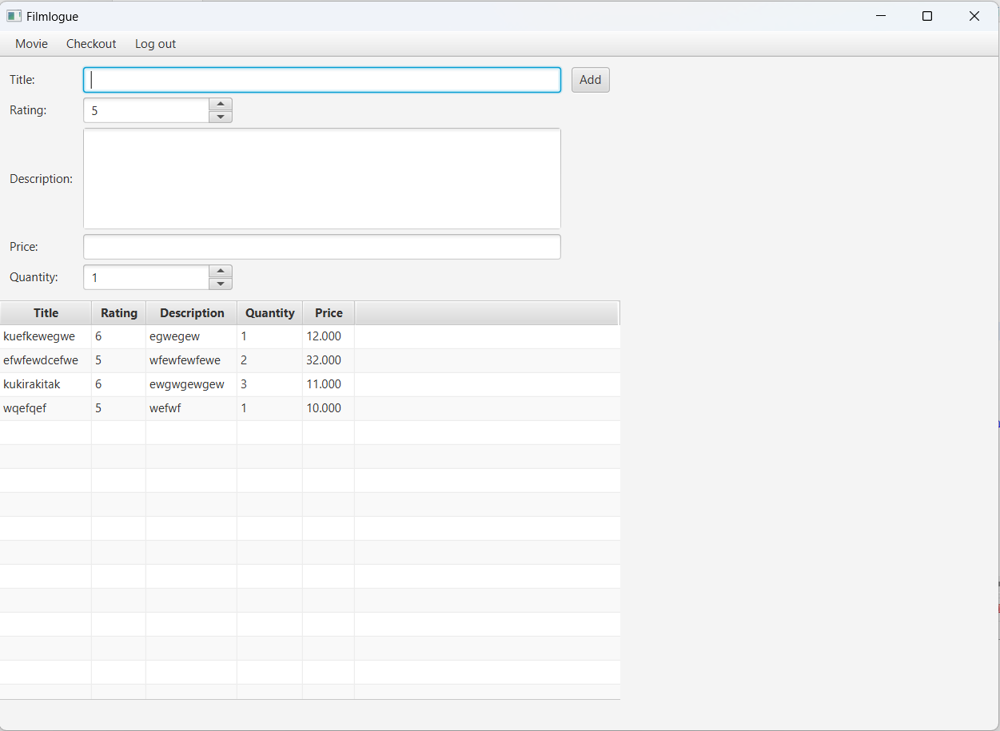 Filmlogue
Movie Checkout Log out
Title: Add
Rating: 5
Description:
Price:
Quantity: 1
Title Rating Description Quantity Price
kuefkewegwe 6 egwegew 1 12.000
efwfewdcefwe 5 wfewfewfewe 2 32.000
kukirakitak 6 ewgwgewgew 3 11.000
wqefqef 5 wefwf 1 10.000